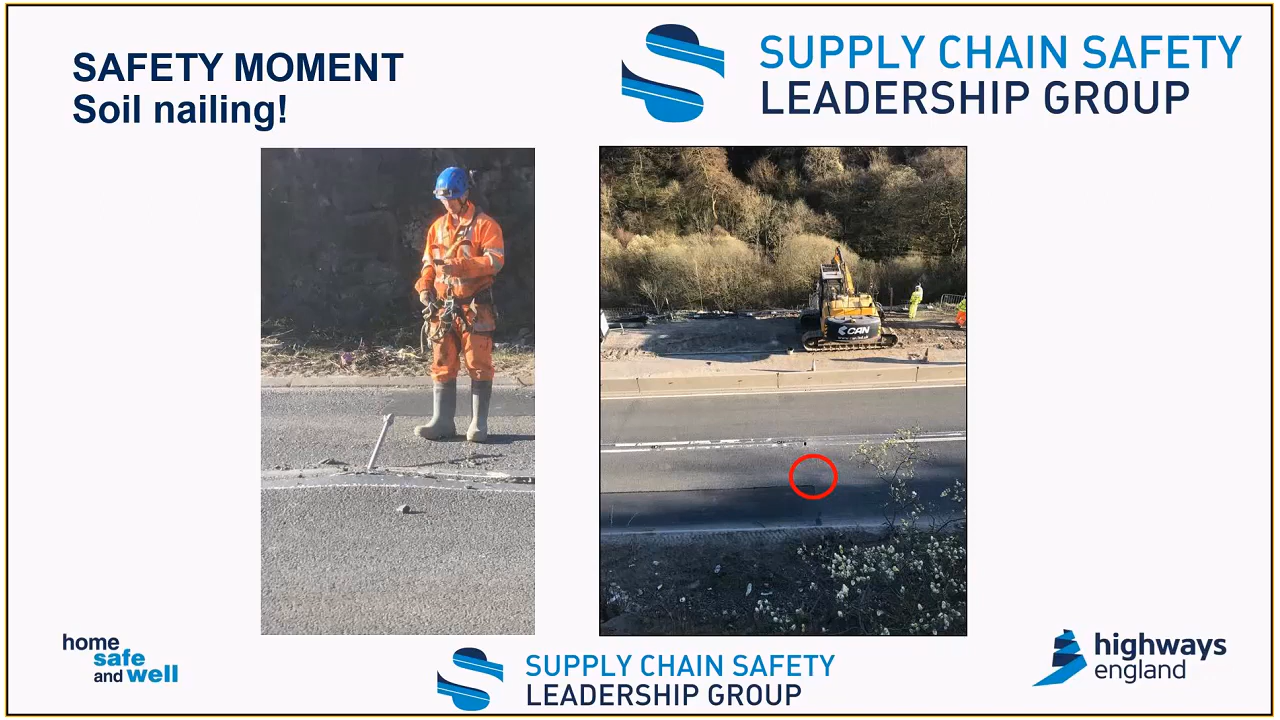 SAFETY MOMENT
Soil nailing!
SUPPLY CHAIN SAFETY
LEADERSHIP GROUP
CAN
home
safe
and well
SUPPLY CHAIN SAFETY
LEADERSHIP GROUP
highways
england